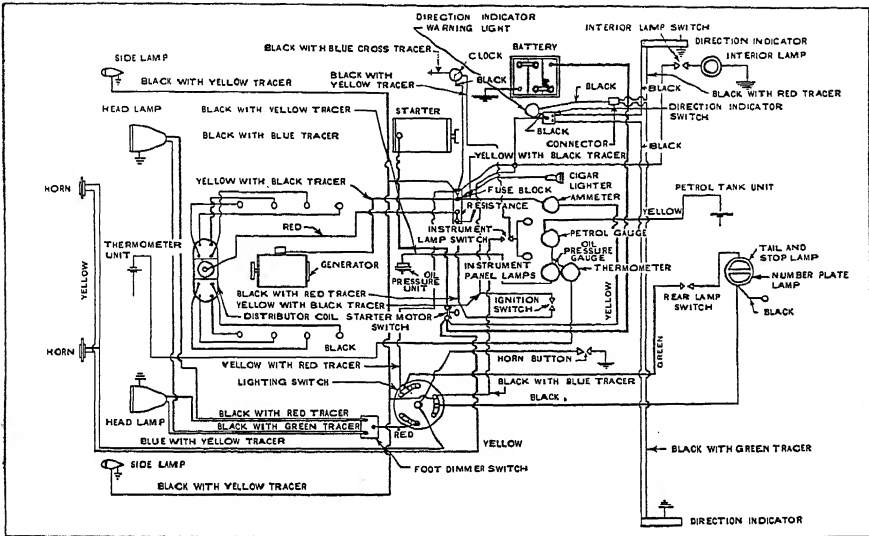 DIRECTION INDICATOR
WARNING LIGHT
INTERIOR LAMP SWITCH
SIDE LAMP
BLACK WITH BLUE CROSS TRACER
CLOCK
BATTERY
DIRECTION INDICATOR
INTERIOR LAMP
BLACK WITH YELLOW TRACER
BLACK WITH
YELLOW TRACER
BLACK
BLACK
BLACK
BLACK WITH RED TRACER
HEAD LAMP
BLACK WITH YELLOW TRACER
STARTER
DIRECTION INDICATOR
SWITCH
BLACK WITH BLUE TRACER
BLACK
CONNECTOR
BLACK
YELLOW WITH BLACK TRACER
HORN
YELLOW WITH BLACK TRACER
CIGAR
LIGHTER
FUSE BLOCK
AMMETER
PETROL TANK UNIT
RESISTANCE
YELLOW
RED
INSTRUMENT
LAMP SWITCH
PETROL GAUGE
THERMOMETER
UNIT
OIL
PRESSURE
GAUGE
TAIL AND
STOP LAMP
GENERATOR
OIL
PRESSURE
UNIT
INSTRUMENT
PANEL LAMPS
THERMOMETER
NUMBER PLATE
LAMP
YELLOW
BLACK WITH RED TRACER
YELLOW WITH BLACK TRACER
IGNITION
SWITCH
YELLOW
REAR LAMP
SWITCH
BLACK
DISTRIBUTOR COIL
STARTER MOTOR
SWITCH
BLACK
HORN
GREEN
HORN BUTTON
YELLOW WITH RED TRACER
LIGHTING SWITCH
BLACK WITH BLUE TRACER
HEAD LAMP
BLACK WITH RED TRACER
BLACK
BLACK WITH GREEN TRACER
RED
BLUE WITH YELLOW TRACER
YELLOW
BLACK WITH GREEN TRACER
SIDE LAMP
FOOT DIMMER SWITCH
BLACK WITH YELLOW TRACER
DIRECTION INDICATOR